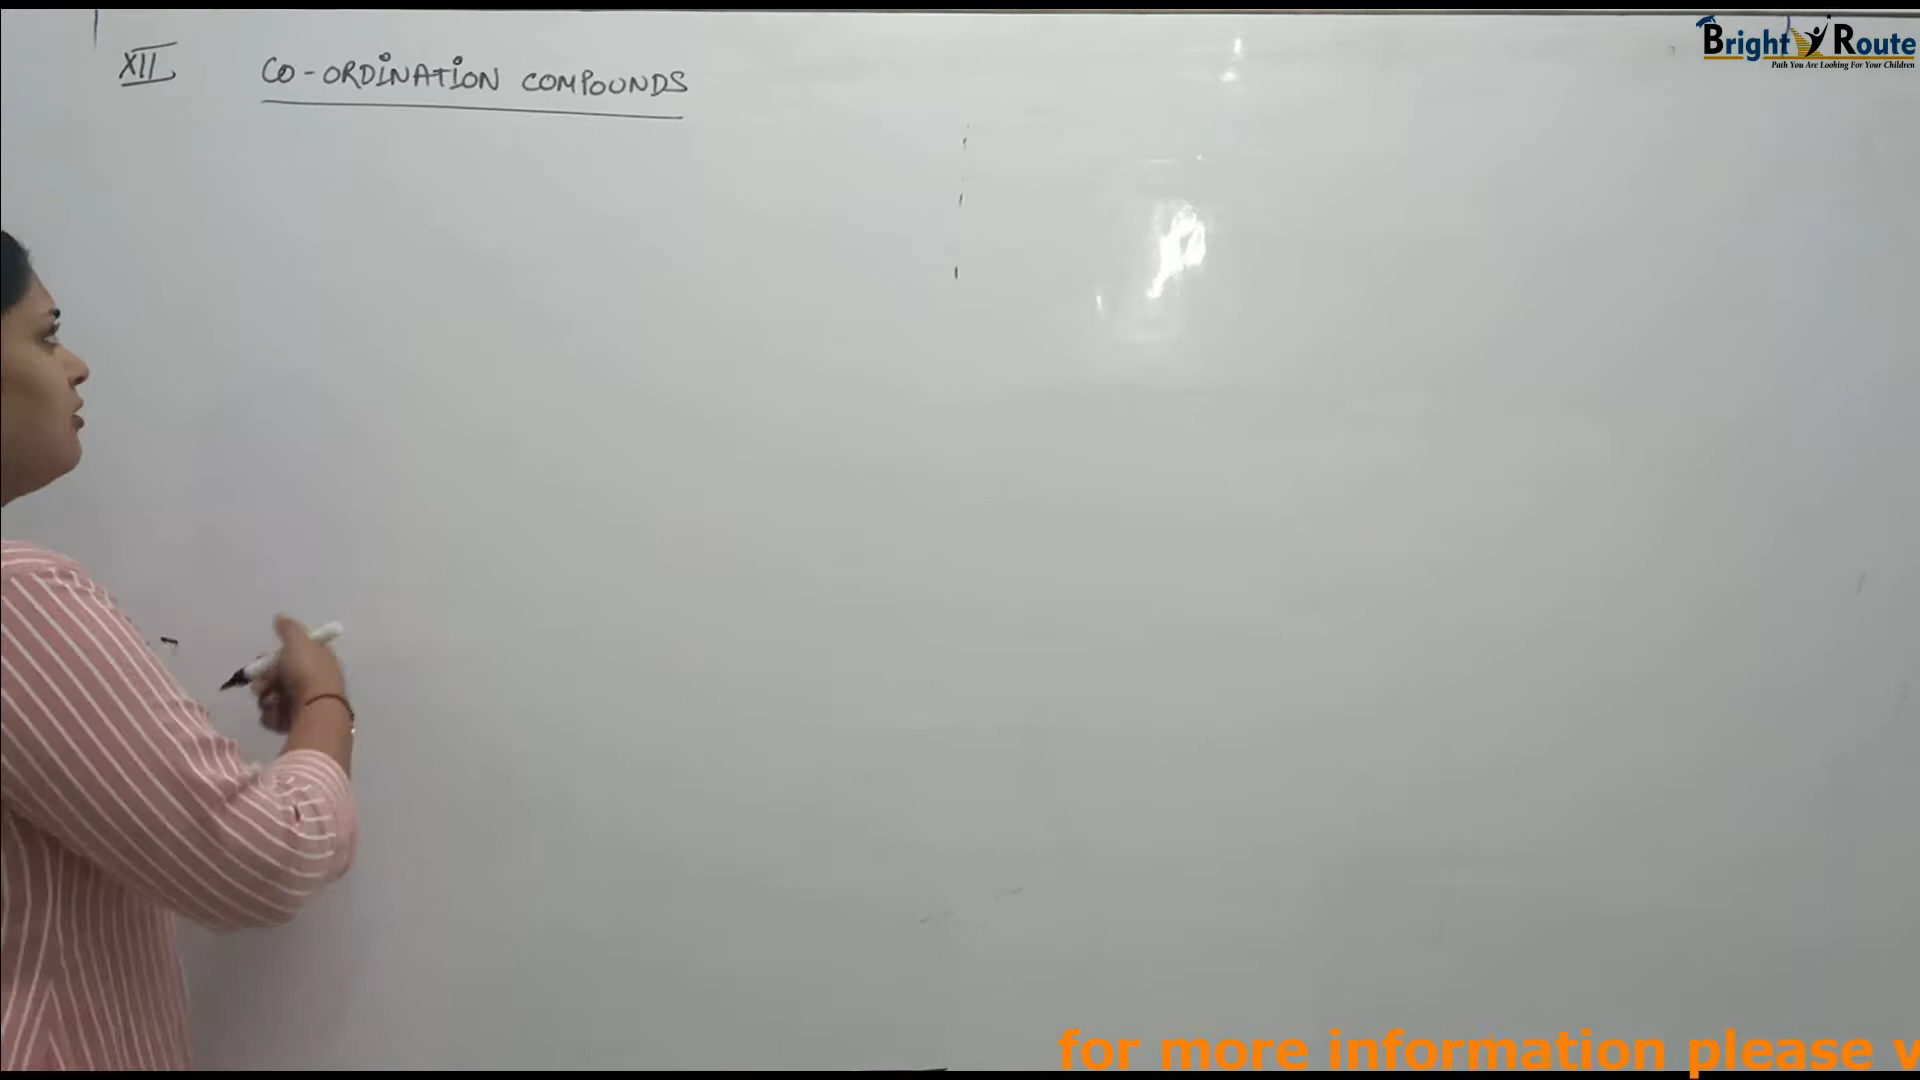 XII CO-ORDINATION COMPOUNDS
Bright Route
Path You Are Looking For Your Children
for more information please v